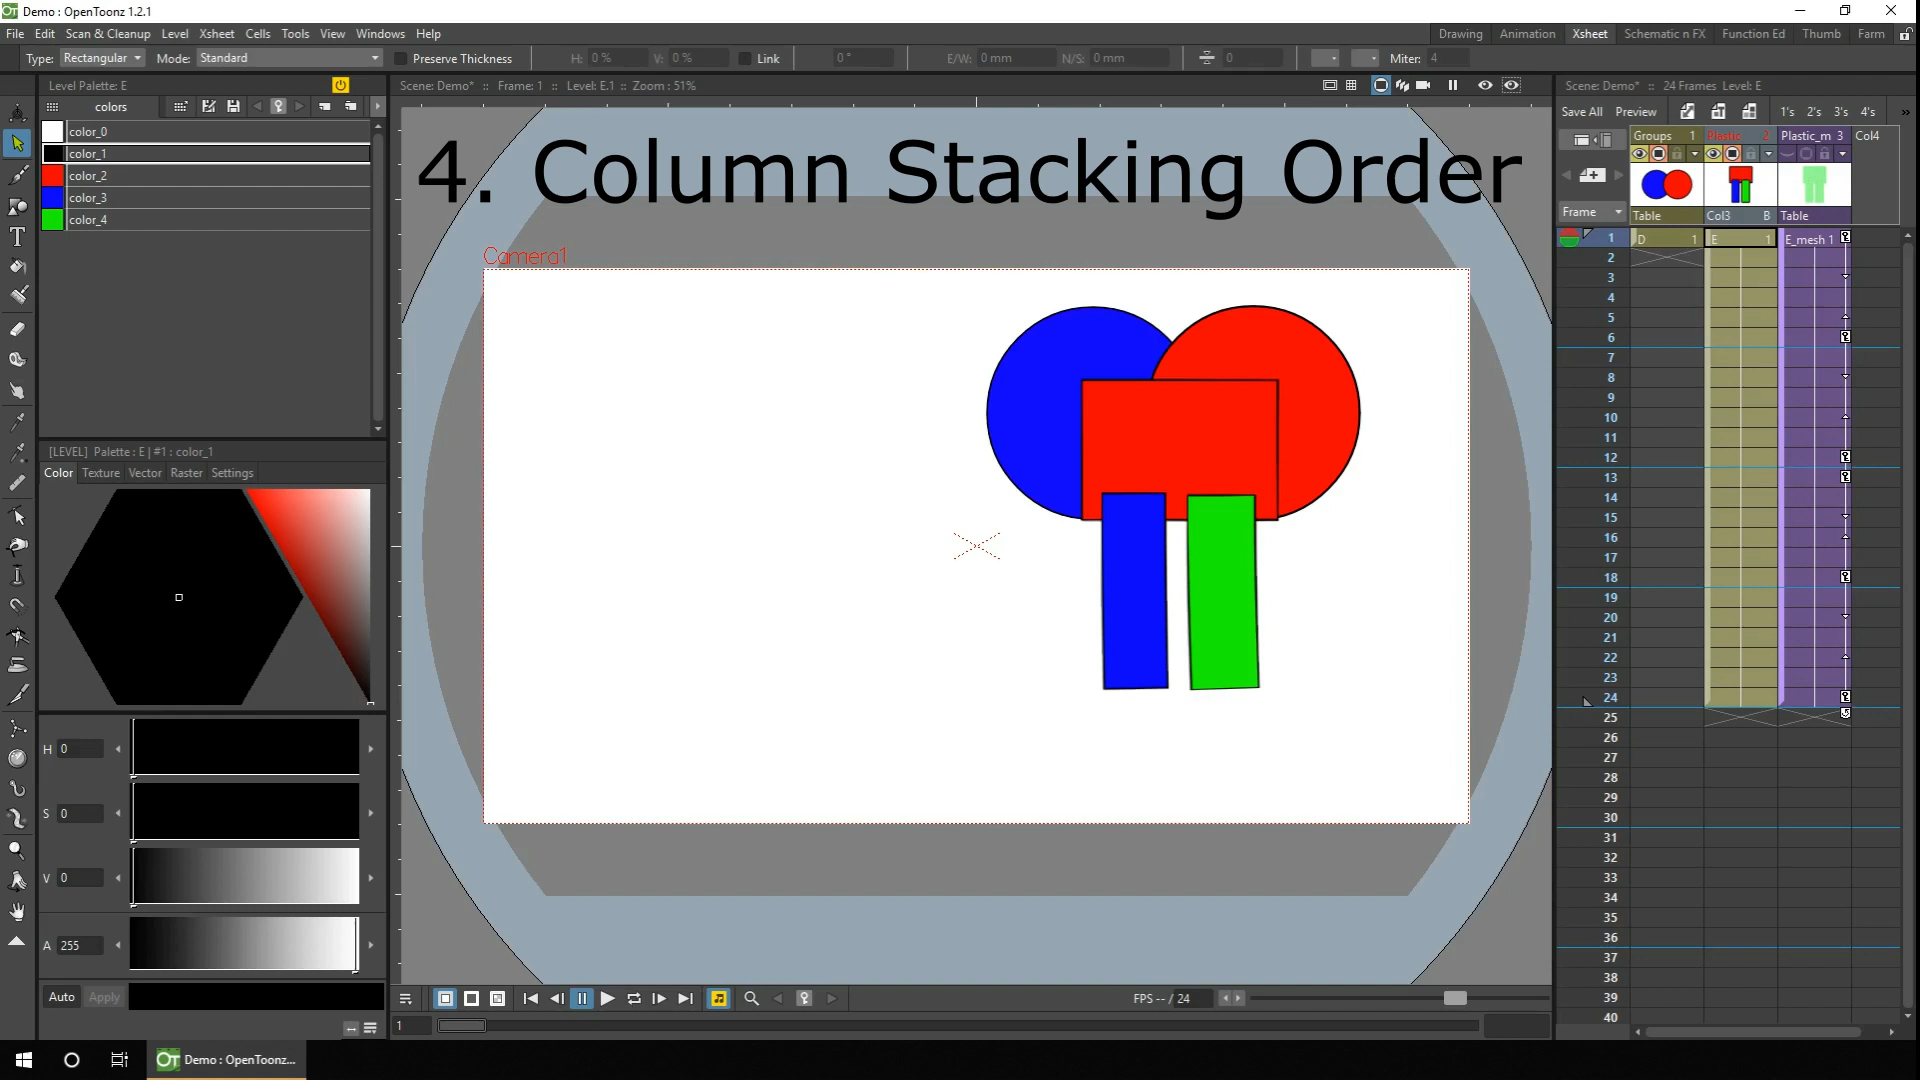 Demo : OpenToonz 1.2.1
File Edit Scan & Cleanup Level Xsheet Cells Tools View Windows Help
Drawing Animation Xsheet Schematic n FX Function Ed Thumb Farm
Type: Rectangular Mode: Standard Preserve Thickness H: 0 % V: 0 % Link 0 ° E/W: 0 mm N/S: 0 mm 0 Miter: 4
Level Palette: E
Scene: Demo* :: Frame: 1 :: Level: E.1 :: Zoom : 51%
Scene: Demo* :: 24 Frames Level: E
colors
Save All Preview 1's 2's 3's 4's »
color_0
color_1
color_2
color_3
color_4
4. Column Stacking Order
Camera1
Groups 1 Plastic 2 Plastic_m 3 Col4
Frame Table Col3 B Table
D 1 E 1 E_mesh 1
1
2
3
4
5
6
7
8
9
10
11
12
13
14
15
16
17
18
19
20
21
22
23
24
25
26
27
28
29
30
31
32
33
34
35
36
37
38
39
40
[LEVEL] Palette : E | #1 : color_1
Color Texture Vector Raster Settings
H 0
S 0
V 0
A 255
Auto Apply
FPS -- / 24
1
Demo : OpenToonz...